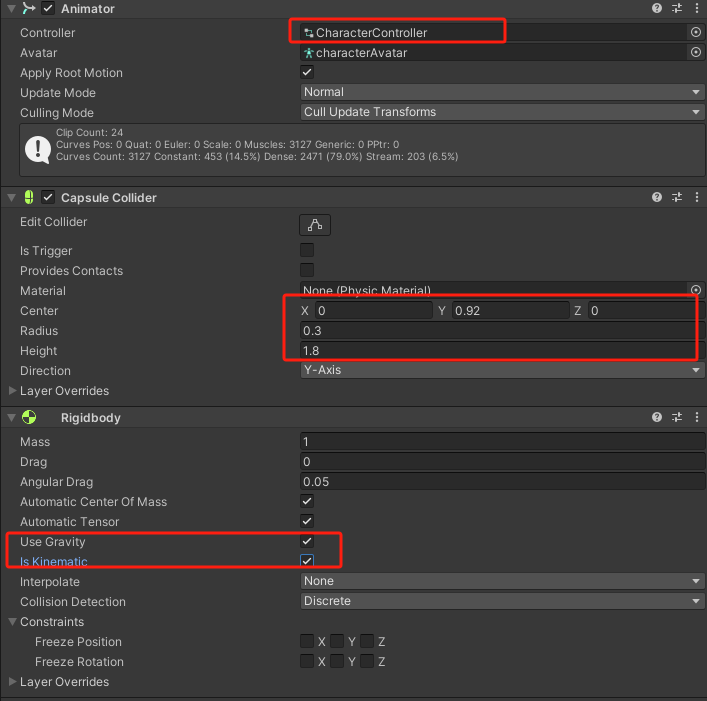 Animator
Controller CharacterController
Avatar characterAvatar
Apply Root Motion
Update Mode Normal
Culling Mode Cull Update Transforms
Clip Count: 24
Curves Pos: 0 Quat: 0 Euler: 0 Scale: 0 Muscles: 3127 Generic: 0 PPtr: 0
Curves Count: 3127 Constant: 453 (14.5%) Dense: 2471 (79.0%) Stream: 203 (6.5%)
Capsule Collider
Edit Collider
Is Trigger
Provides Contacts
Material None (Physic Material)
Center X 0 Y 0.92 Z 0
Radius 0.3
Height 1.8
Direction Y-Axis
Layer Overrides
Rigidbody
Mass 1
Drag 0
Angular Drag 0.05
Automatic Center Of Mass
Automatic Tensor
Use Gravity
Is Kinematic
Interpolate None
Collision Detection Discrete
Constraints
Freeze Position X Y Z
Freeze Rotation X Y Z
Layer Overrides